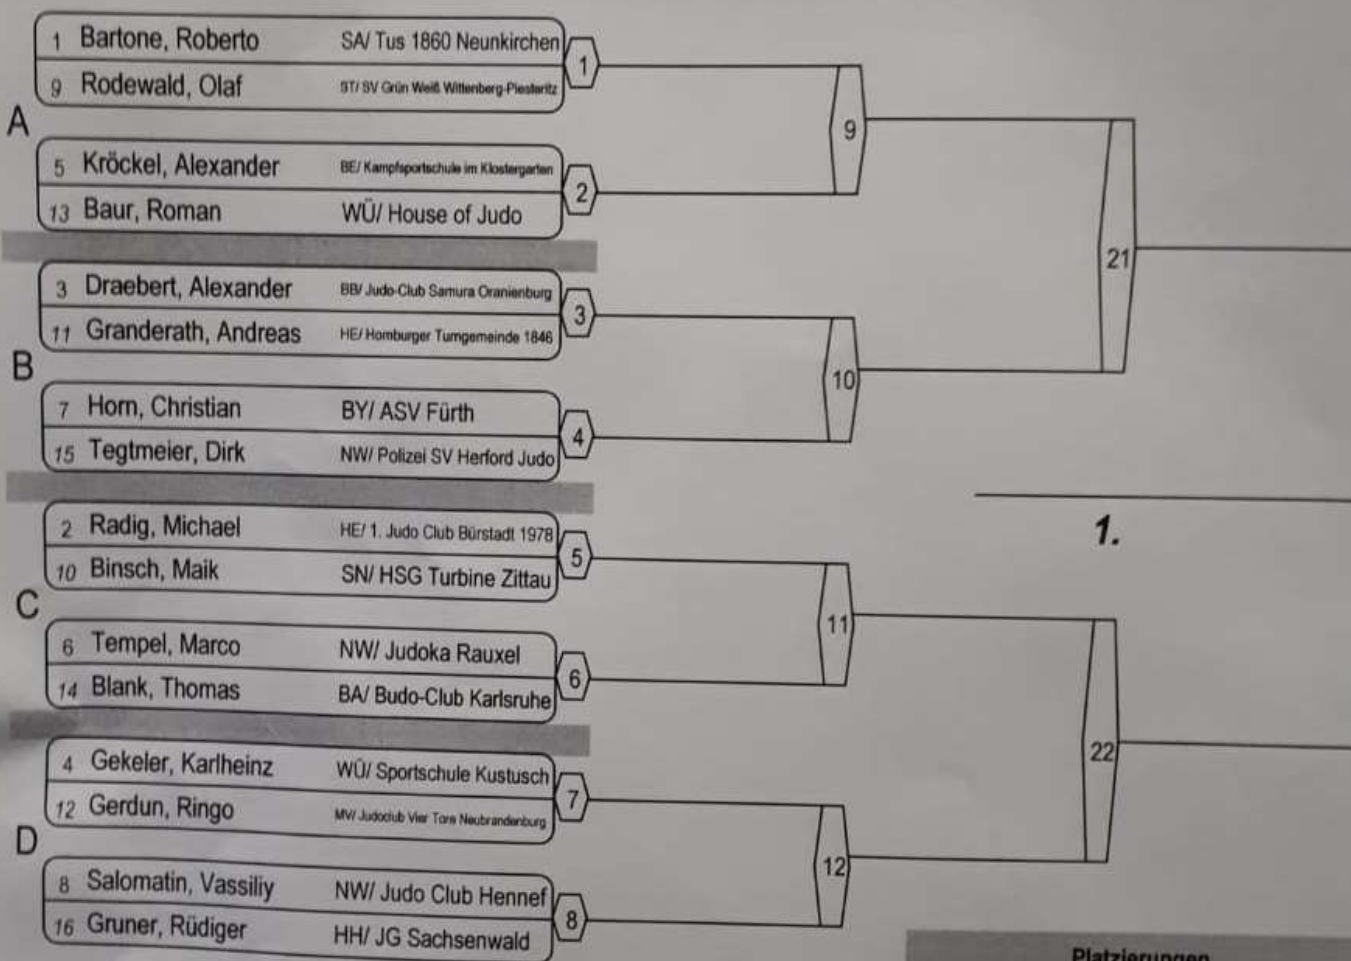 1 Bartone, Roberto SA/ Tus 1860 Neunkirchen
1
9 Rodewald, Olaf ST/ SV Grün Weiß Wittenberg-Piesteritz
A
9
5 Kröckel, Alexander BE/ Kampfsportschule im Klostergarten
2
13 Baur, Roman WÜ/ House of Judo
21
3 Draebert, Alexander BB/ Judo-Club Samura Oranienburg
3
11 Granderath, Andreas HE/ Homburger Turngemeinde 1846
B
10
7 Horn, Christian BY/ ASV Fürth
4
15 Tegtmeier, Dirk NW/ Polizei SV Herford Judo
1.
2 Radig, Michael HE/ 1. Judo Club Bürstadt 1978
5
10 Binsch, Maik SN/ HSG Turbine Zittau
C
11
6 Tempel, Marco NW/ Judoka Rauxel
6
14 Blank, Thomas BA/ Budo-Club Karlsruhe
22
4 Gekeler, Karlheinz WÜ/ Sportschule Kustusch
7
12 Gerdun, Ringo MV/ Judoclub Vier Tore Neubrandenburg
D
12
8 Salomatin, Vassiliy NW/ Judo Club Hennef
8
16 Gruner, Rüdiger HH/ JG Sachsenwald
Platzierungen